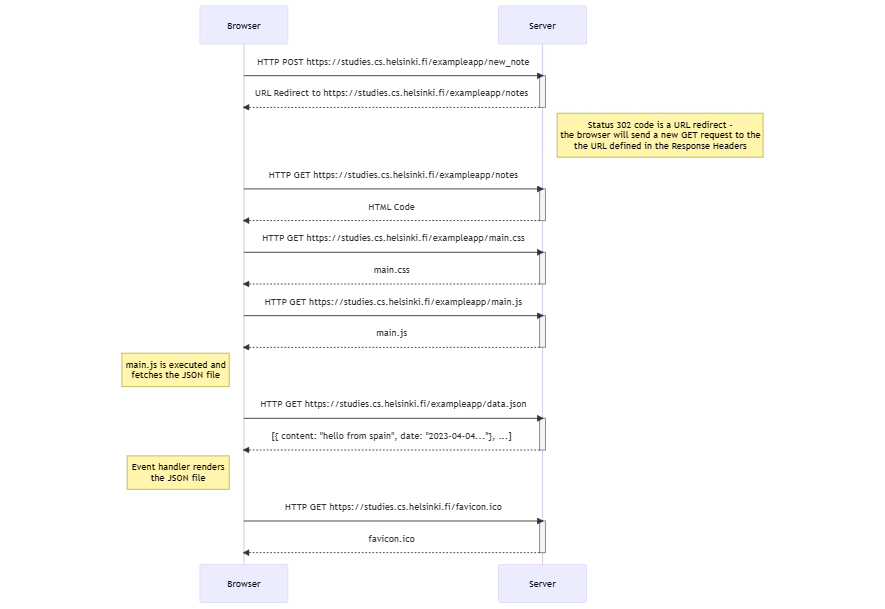 Browser
Server
HTTP POST https://studies.cs.helsinki.fi/exampleapp/new_note
URL Redirect to https://studies.cs.helsinki.fi/exampleapp/notes
Status 302 code is a URL redirect -
the browser will send a new GET request to the
the URL defined in the Response Headers
HTTP GET https://studies.cs.helsinki.fi/exampleapp/notes
HTML Code
HTTP GET https://studies.cs.helsinki.fi/exampleapp/main.css
main.css
HTTP GET https://studies.cs.helsinki.fi/exampleapp/main.js
main.js
main.js is executed and
fetches the JSON file
HTTP GET https://studies.cs.helsinki.fi/exampleapp/data.json
[{ content: "hello from spain", date: "2023-04-04..."}, ...]
Event handler renders
the JSON file
HTTP GET https://studies.cs.helsinki.fi/favicon.ico
favicon.ico
Browser
Server